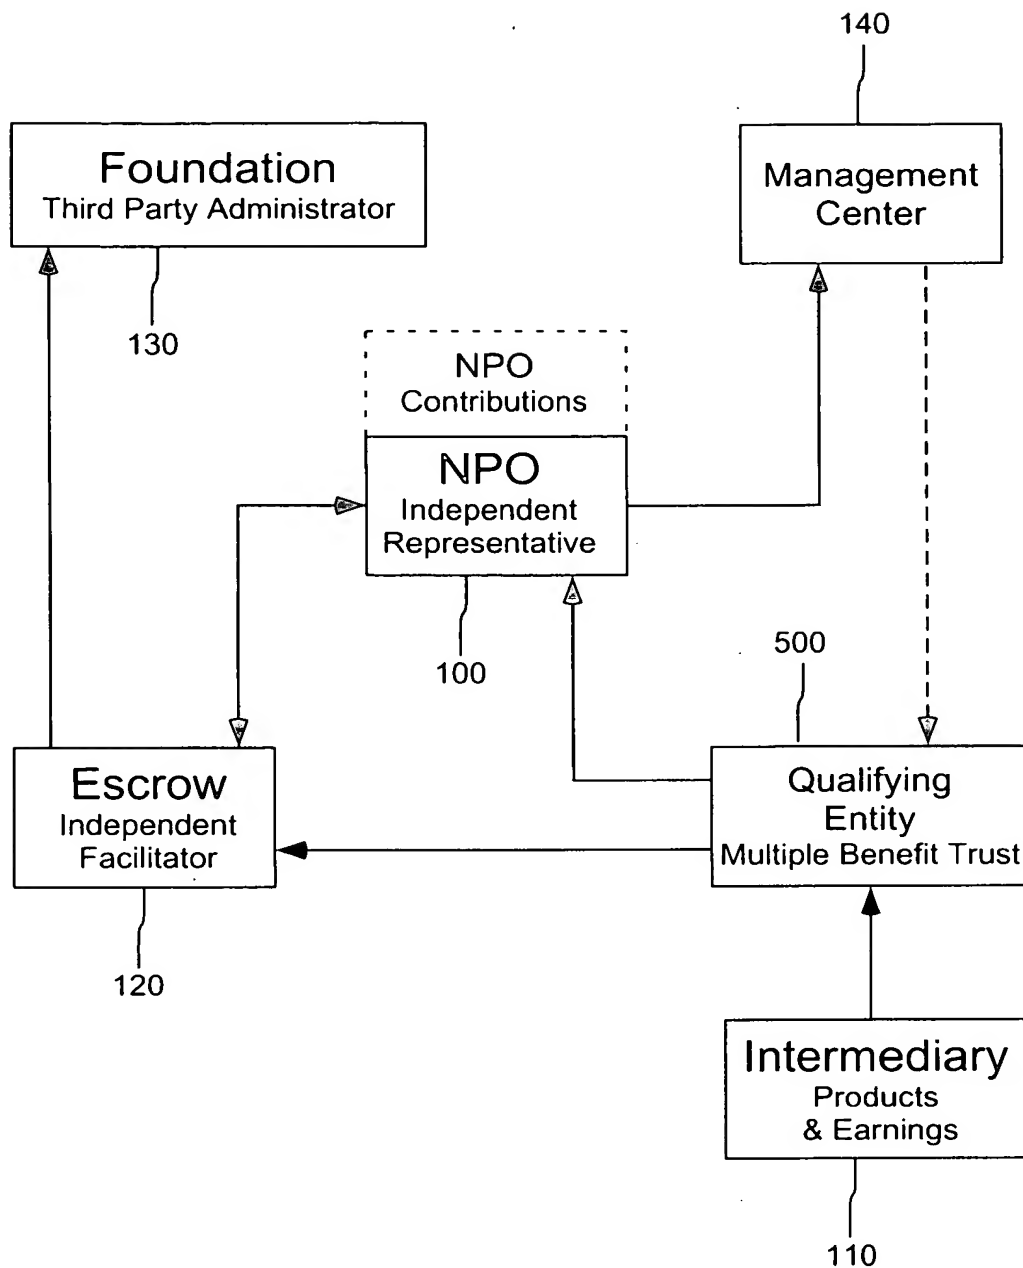 140
Foundation
Third Party Administrator
Management
Center
130
NPO
Contributions
NPO
Independent
Representative
100
500
Escrow
Independent
Facilitator
Qualifying
Entity
Multiple Benefit Trust
120
Intermediary
Products
& Earnings
110